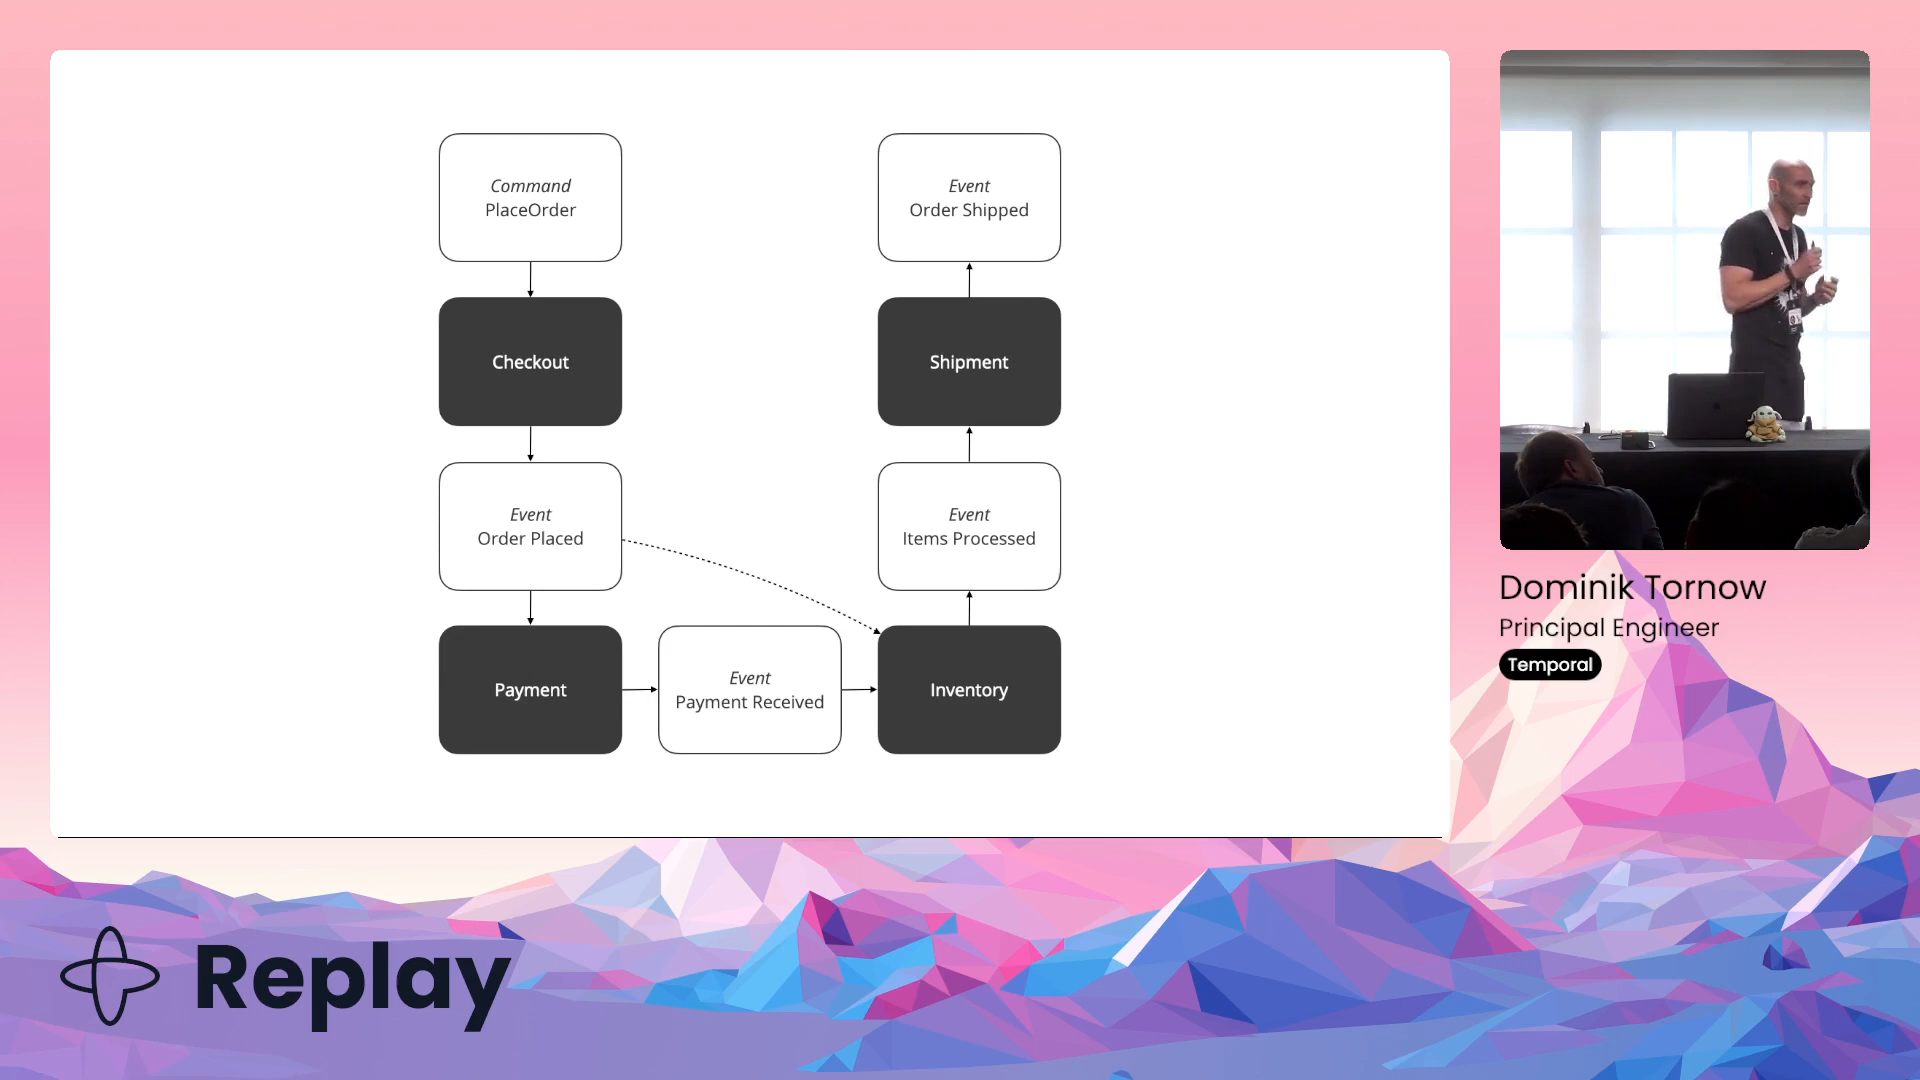 Command
PlaceOrder
Checkout
Event
Order Placed
Payment
Event
Payment Received
Inventory
Event
Items Processed
Shipment
Event
Order Shipped
Dominik Tornow
Principal Engineer
Temporal
Replay